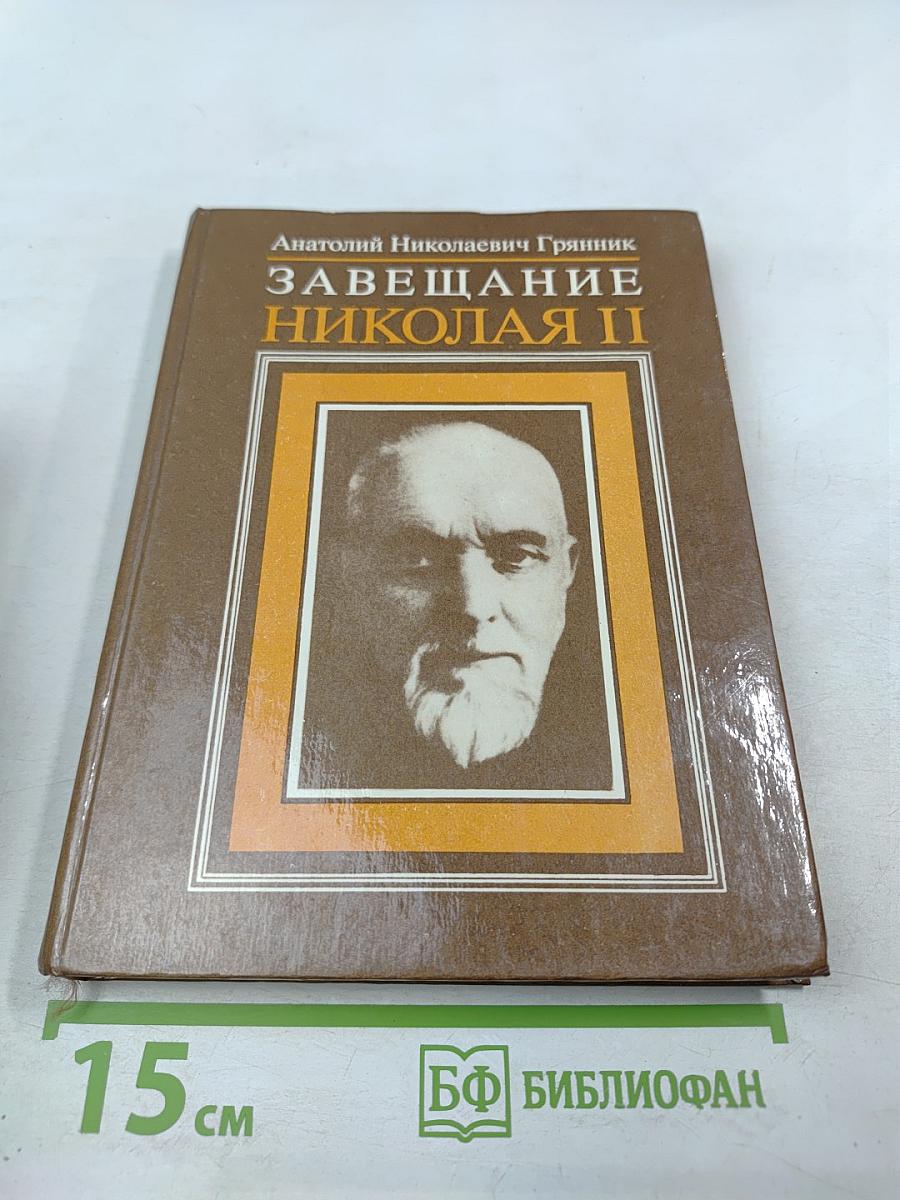 Анатолий Николаевич Грянник
ЗАВЕЩАНИЕ
НИКОЛАЯ II
15 см
БФ БИБЛИОФАН